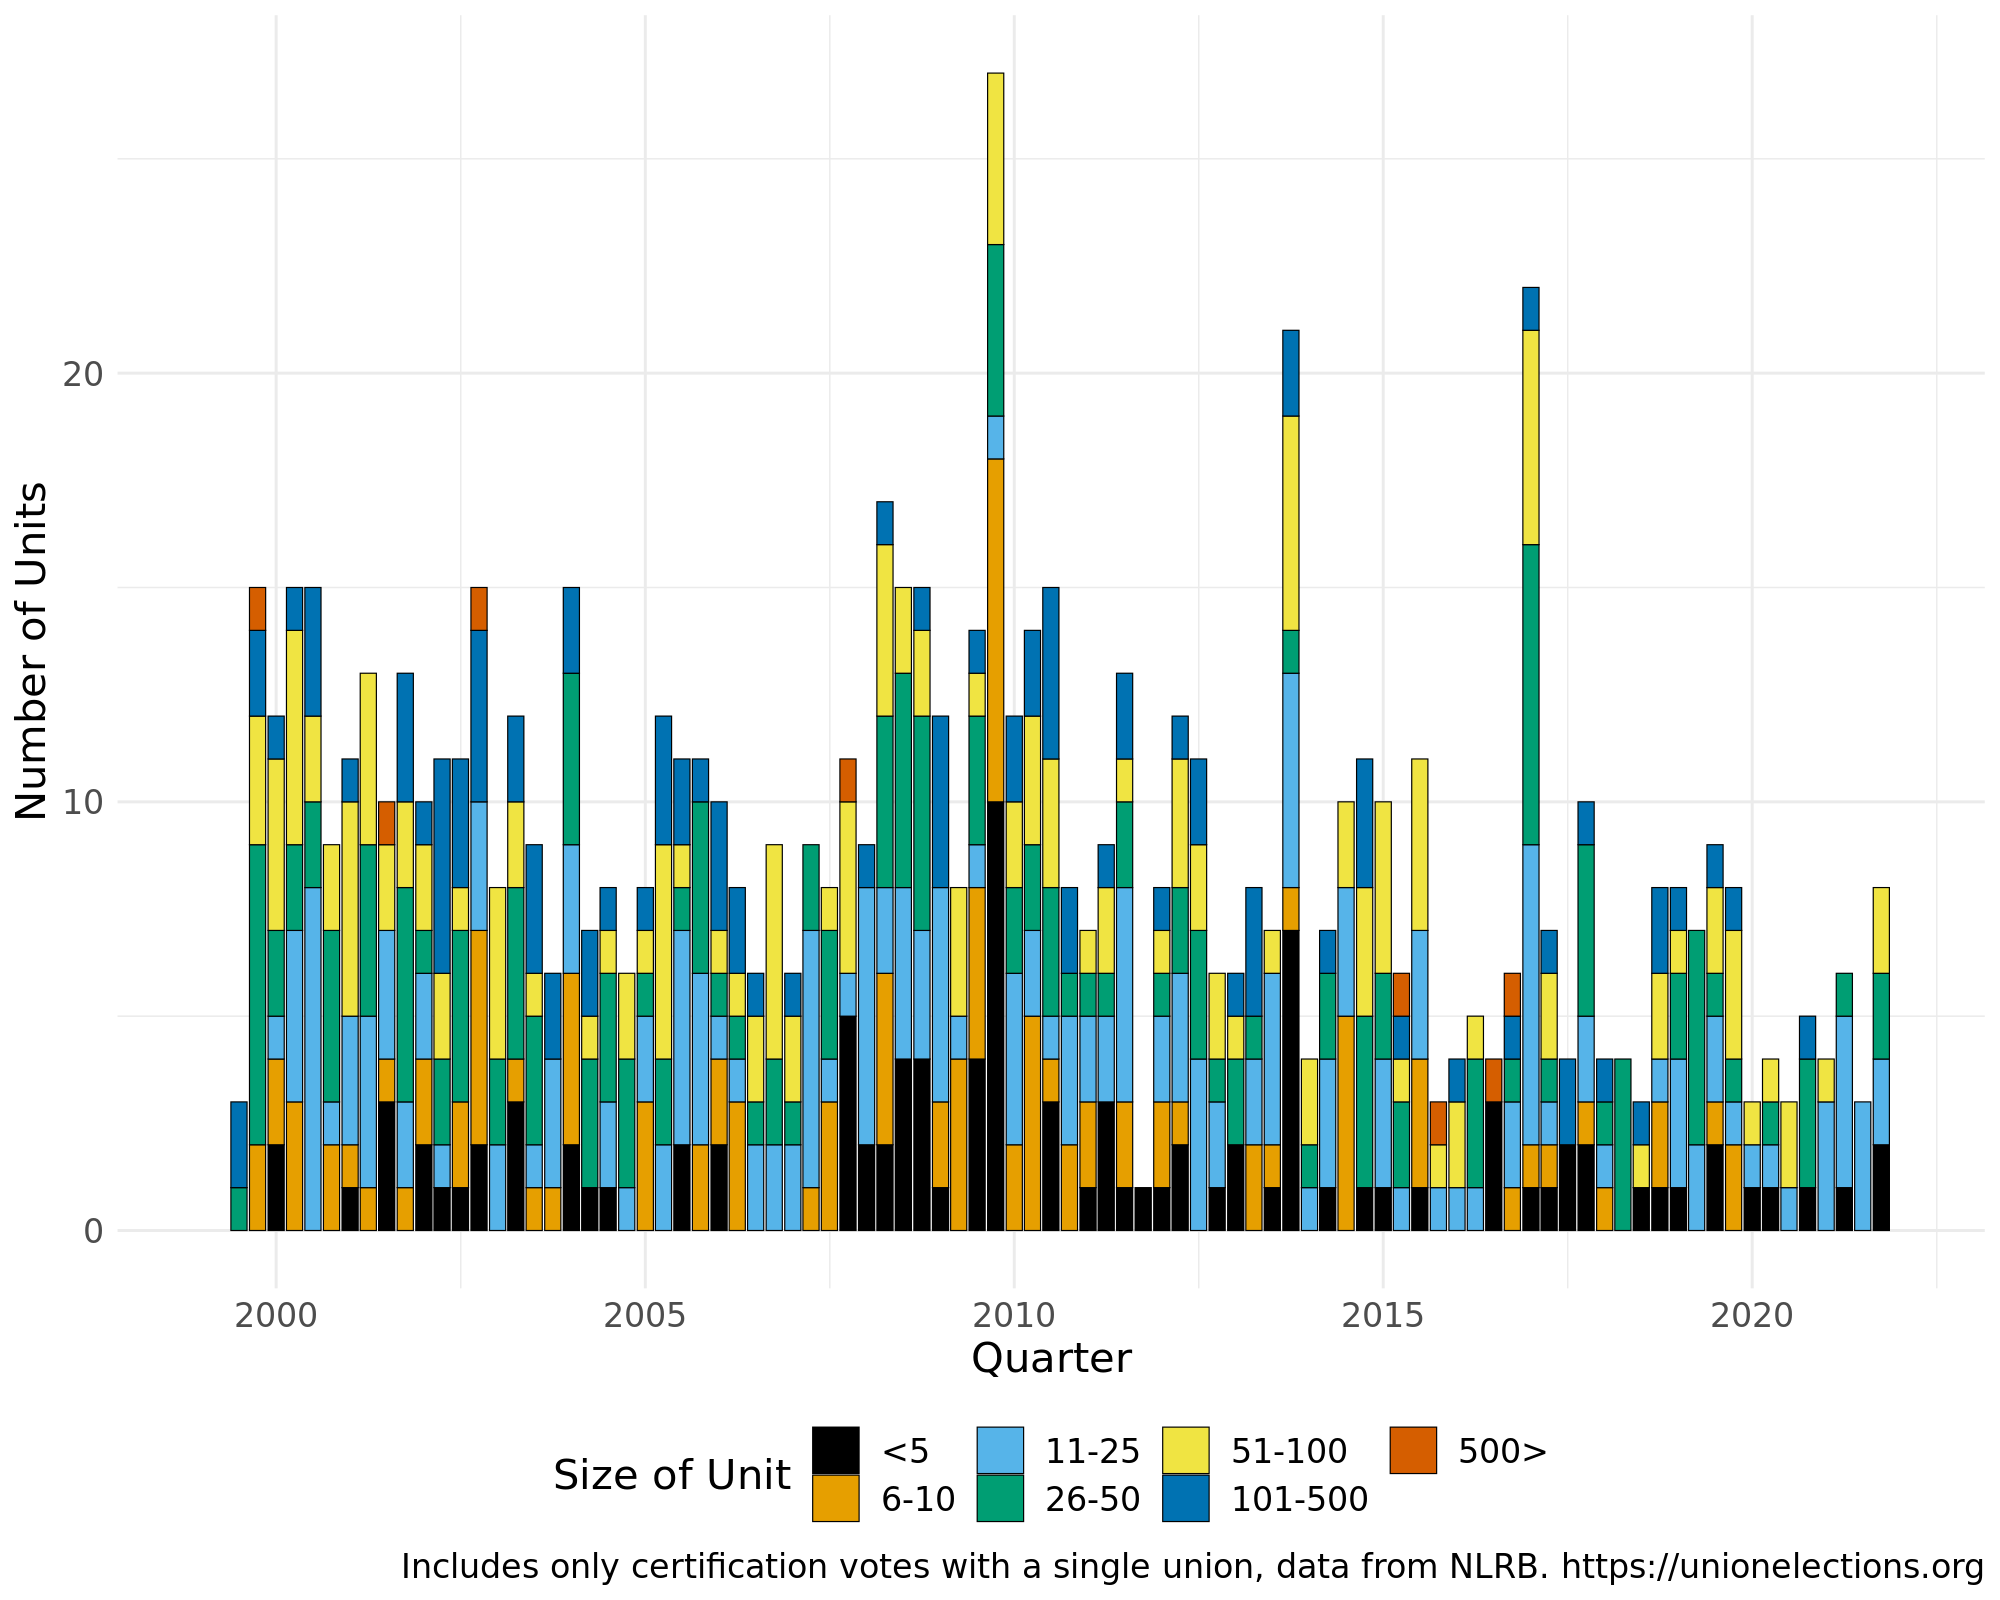 Number of Units
20
10
0
2000 2005 2010 2015 2020
Quarter
Size of Unit
<5 11-25 51-100 500>
6-10 26-50 101-500
Includes only certification votes with a single union, data from NLRB. https://unionelections.org